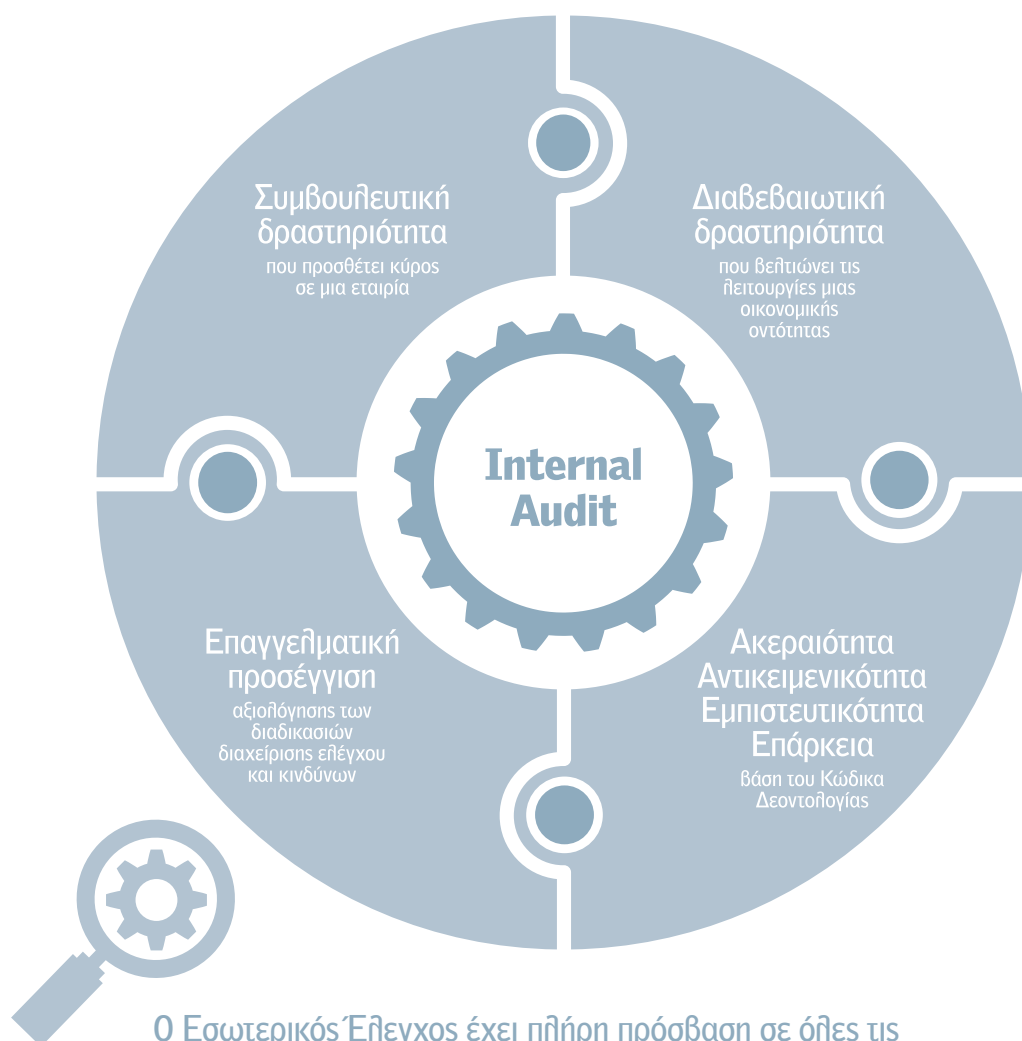 Συμβουλευτική
δραστηριότητα
που προσθέτει κύρος
σε μια εταιρία
Διαβεβαιωτική
δραστηριότητα
που βελτιώνει τις
λειτουργίες μιας
οικονομικής
οντότητας
Internal
Audit
Επαγγελματική
προσέγγιση
αξιολόγησης των
διαδικασιών
διαχείρισης ελέγχου
και κινδύνων
Ακεραιότητα
Αντικειμενικότητα
Εμπιστευτικότητα
Επάρκεια
βάση του Κώδικα
Δεοντολογίας
Ο Εσωτερικός Έλεγχος έχει πλήρη πρόσβαση σε όλες τις